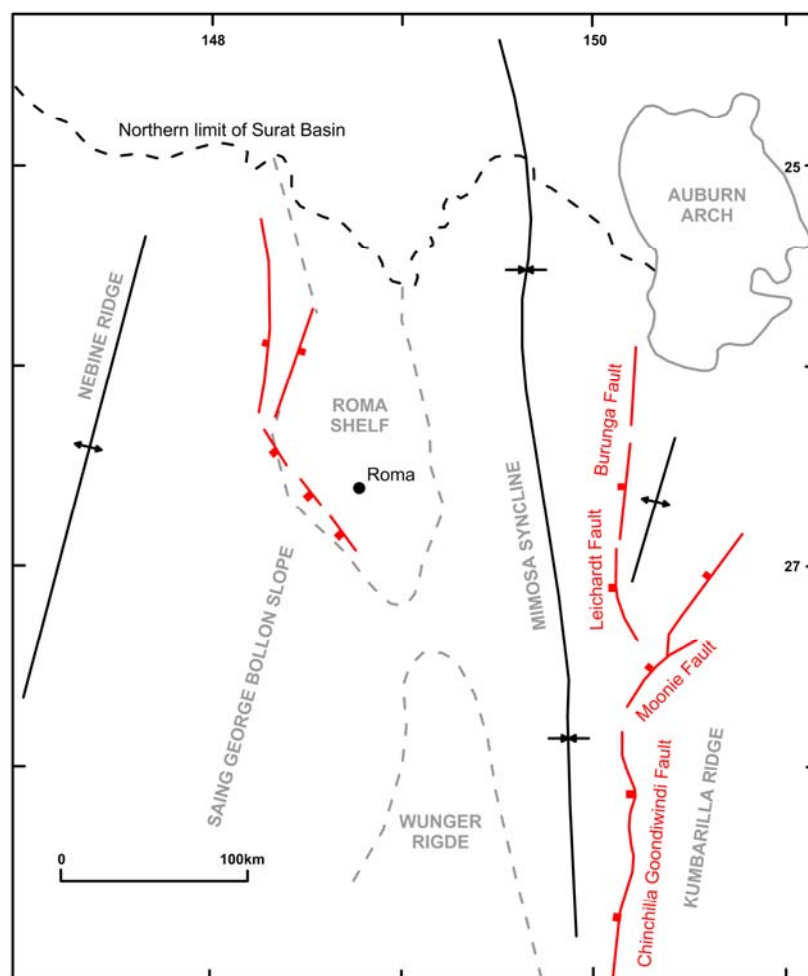 148
150
Northern limit of Surat Basin
25
AUBURN
ARCH
NEBINE RIDGE
ROMA
SHELF
Roma
Burunga Fault
MIMOSA SYNCLINE
Leichardt Fault
27
SAING GEORGE BOLLON SLOPE
Moonie Fault
KUMBARILLA RIDGE
WUNGER
RIGDE
Chinchilla Goondiwindi Fault
0
100km